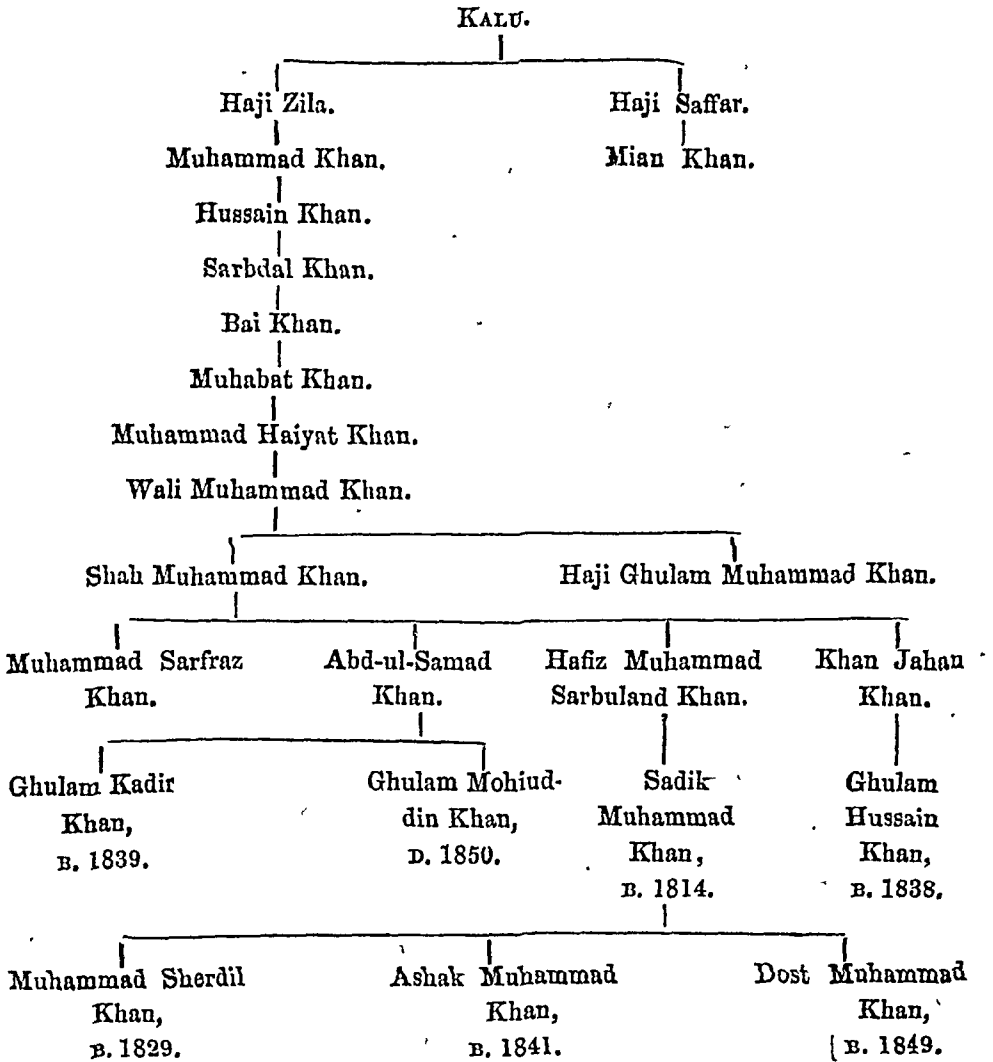 KALU.
Haji Zila. Haji Saffar.
Muhammad Khan. Mian Khan.
Hussain Khan.
Sarbdal Khan.
Bai Khan.
Muhabat Khan.
Muhammad Haiyat Khan.
Wali Muhammad Khan.
Shah Muhammad Khan. Haji Ghulam Muhammad Khan.
Muhammad Sarfraz Abd-ul-Samad Hafiz Muhammad Khan Jahan
Khan. Khan. Sarbuland Khan. Khan.
Ghulam Kadir Ghulam Mohiud- Sadik Ghulam
Khan, din Khan, Muhammad Hussain
B. 1839. D. 1850. Khan, Khan,
B. 1814. B. 1838.
Muhammad Sherdil Ashak Muhammad Dost Muhammad
Khan, Khan, Khan,
B. 1829. B. 1841. B. 1849.